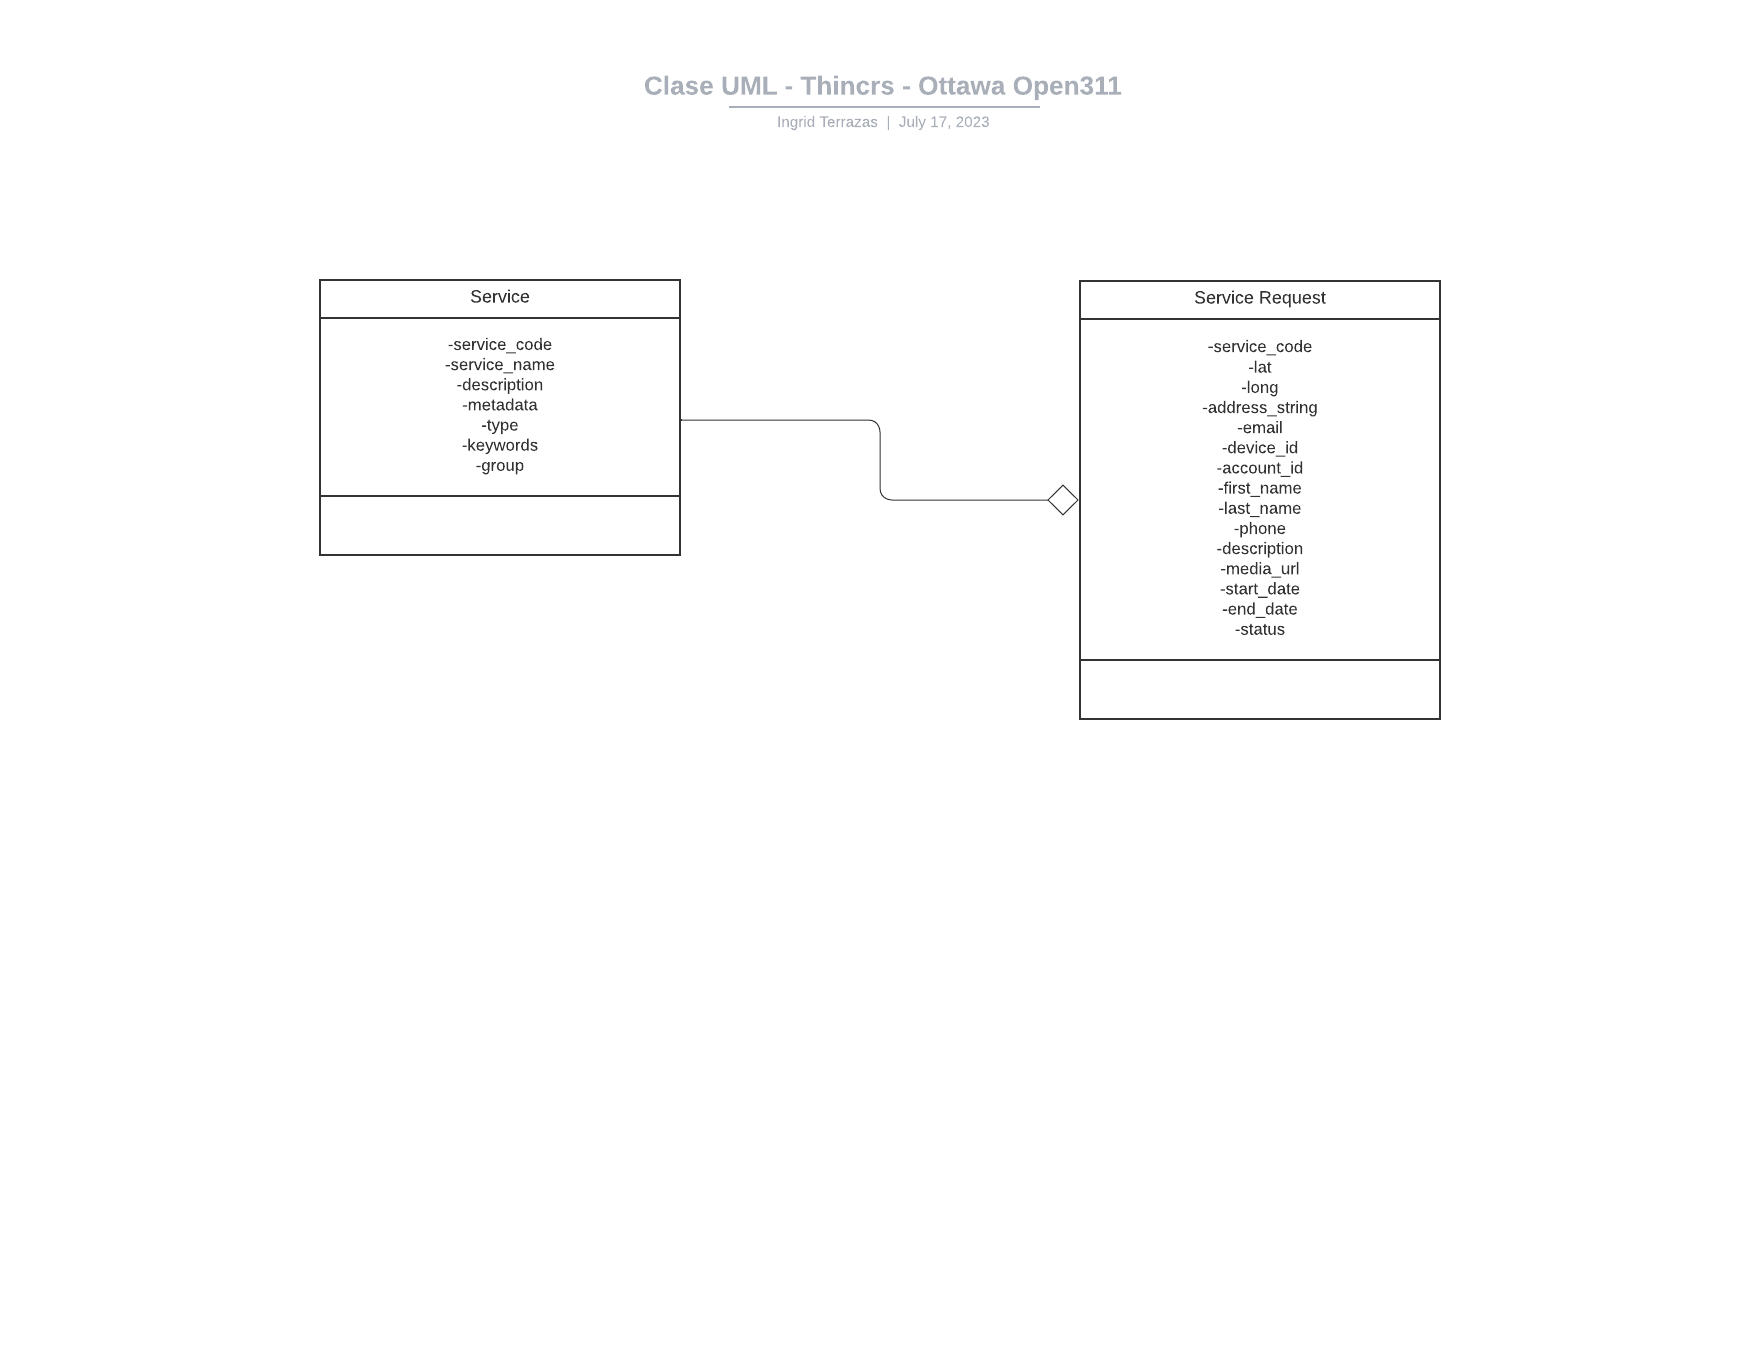 Clase UML - Thincrs - Ottawa Open311
Ingrid Terrazas | July 17, 2023
Service
-service_code
-service_name
-description
-metadata
-type
-keywords
-group
Service Request
-service_code
-lat
-long
-address_string
-email
-device_id
-account_id
-first_name
-last_name
-phone
-description
-media_url
-start_date
-end_date
-status